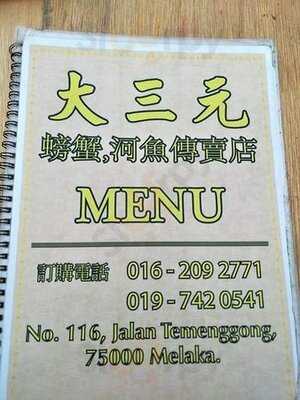 大三元
螃蟹,河魚傳賣店
MENU
訂購電話 016 - 209 2771
019 - 742 0541
No. 116, Jalan Temenggong,
75000 Melaka.